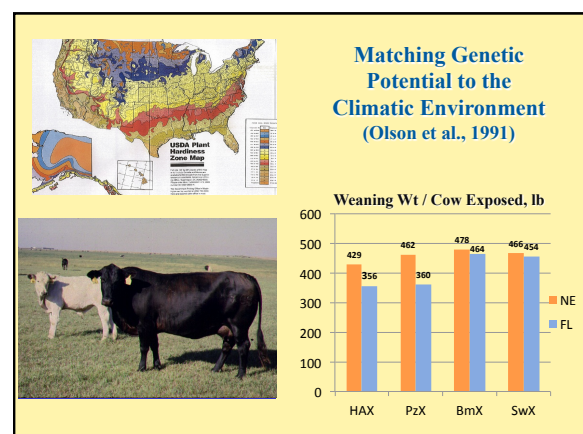 Matching Genetic
Potential to the
Climatic Environment
(Olson et al., 1991)
USDA Plant
Hardiness
Zone Map
Weaning Wt / Cow Exposed, lb
600
500
400
300
200
100
0
429
356
462
360
478
464
466
454
HAX
PzX
BmX
SwX
NE
FL